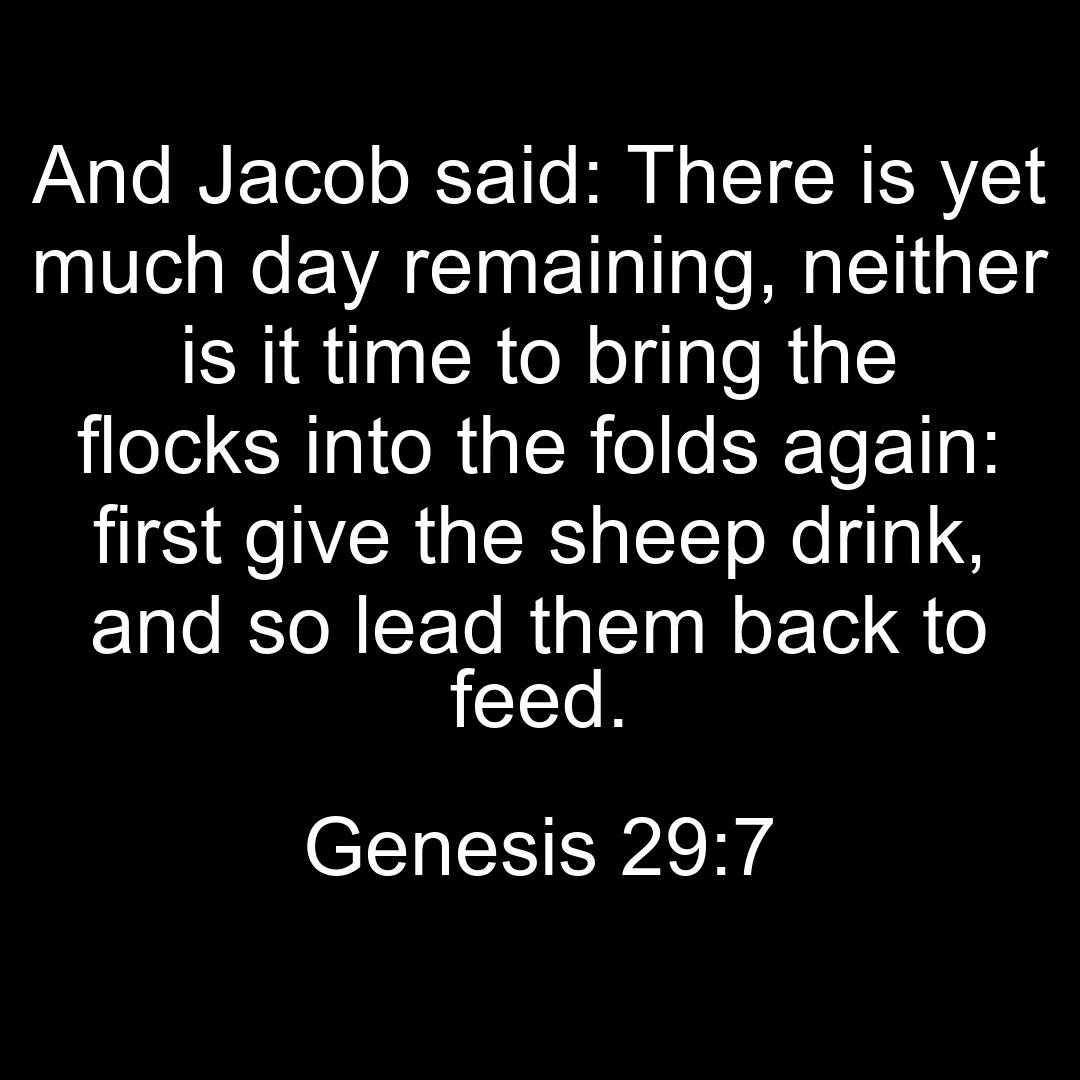 And Jacob said: There is yet
much day remaining, neither
is it time to bring the
flocks into the folds again:
first give the sheep drink,
and so lead them back to
feed.
Genesis 29:7